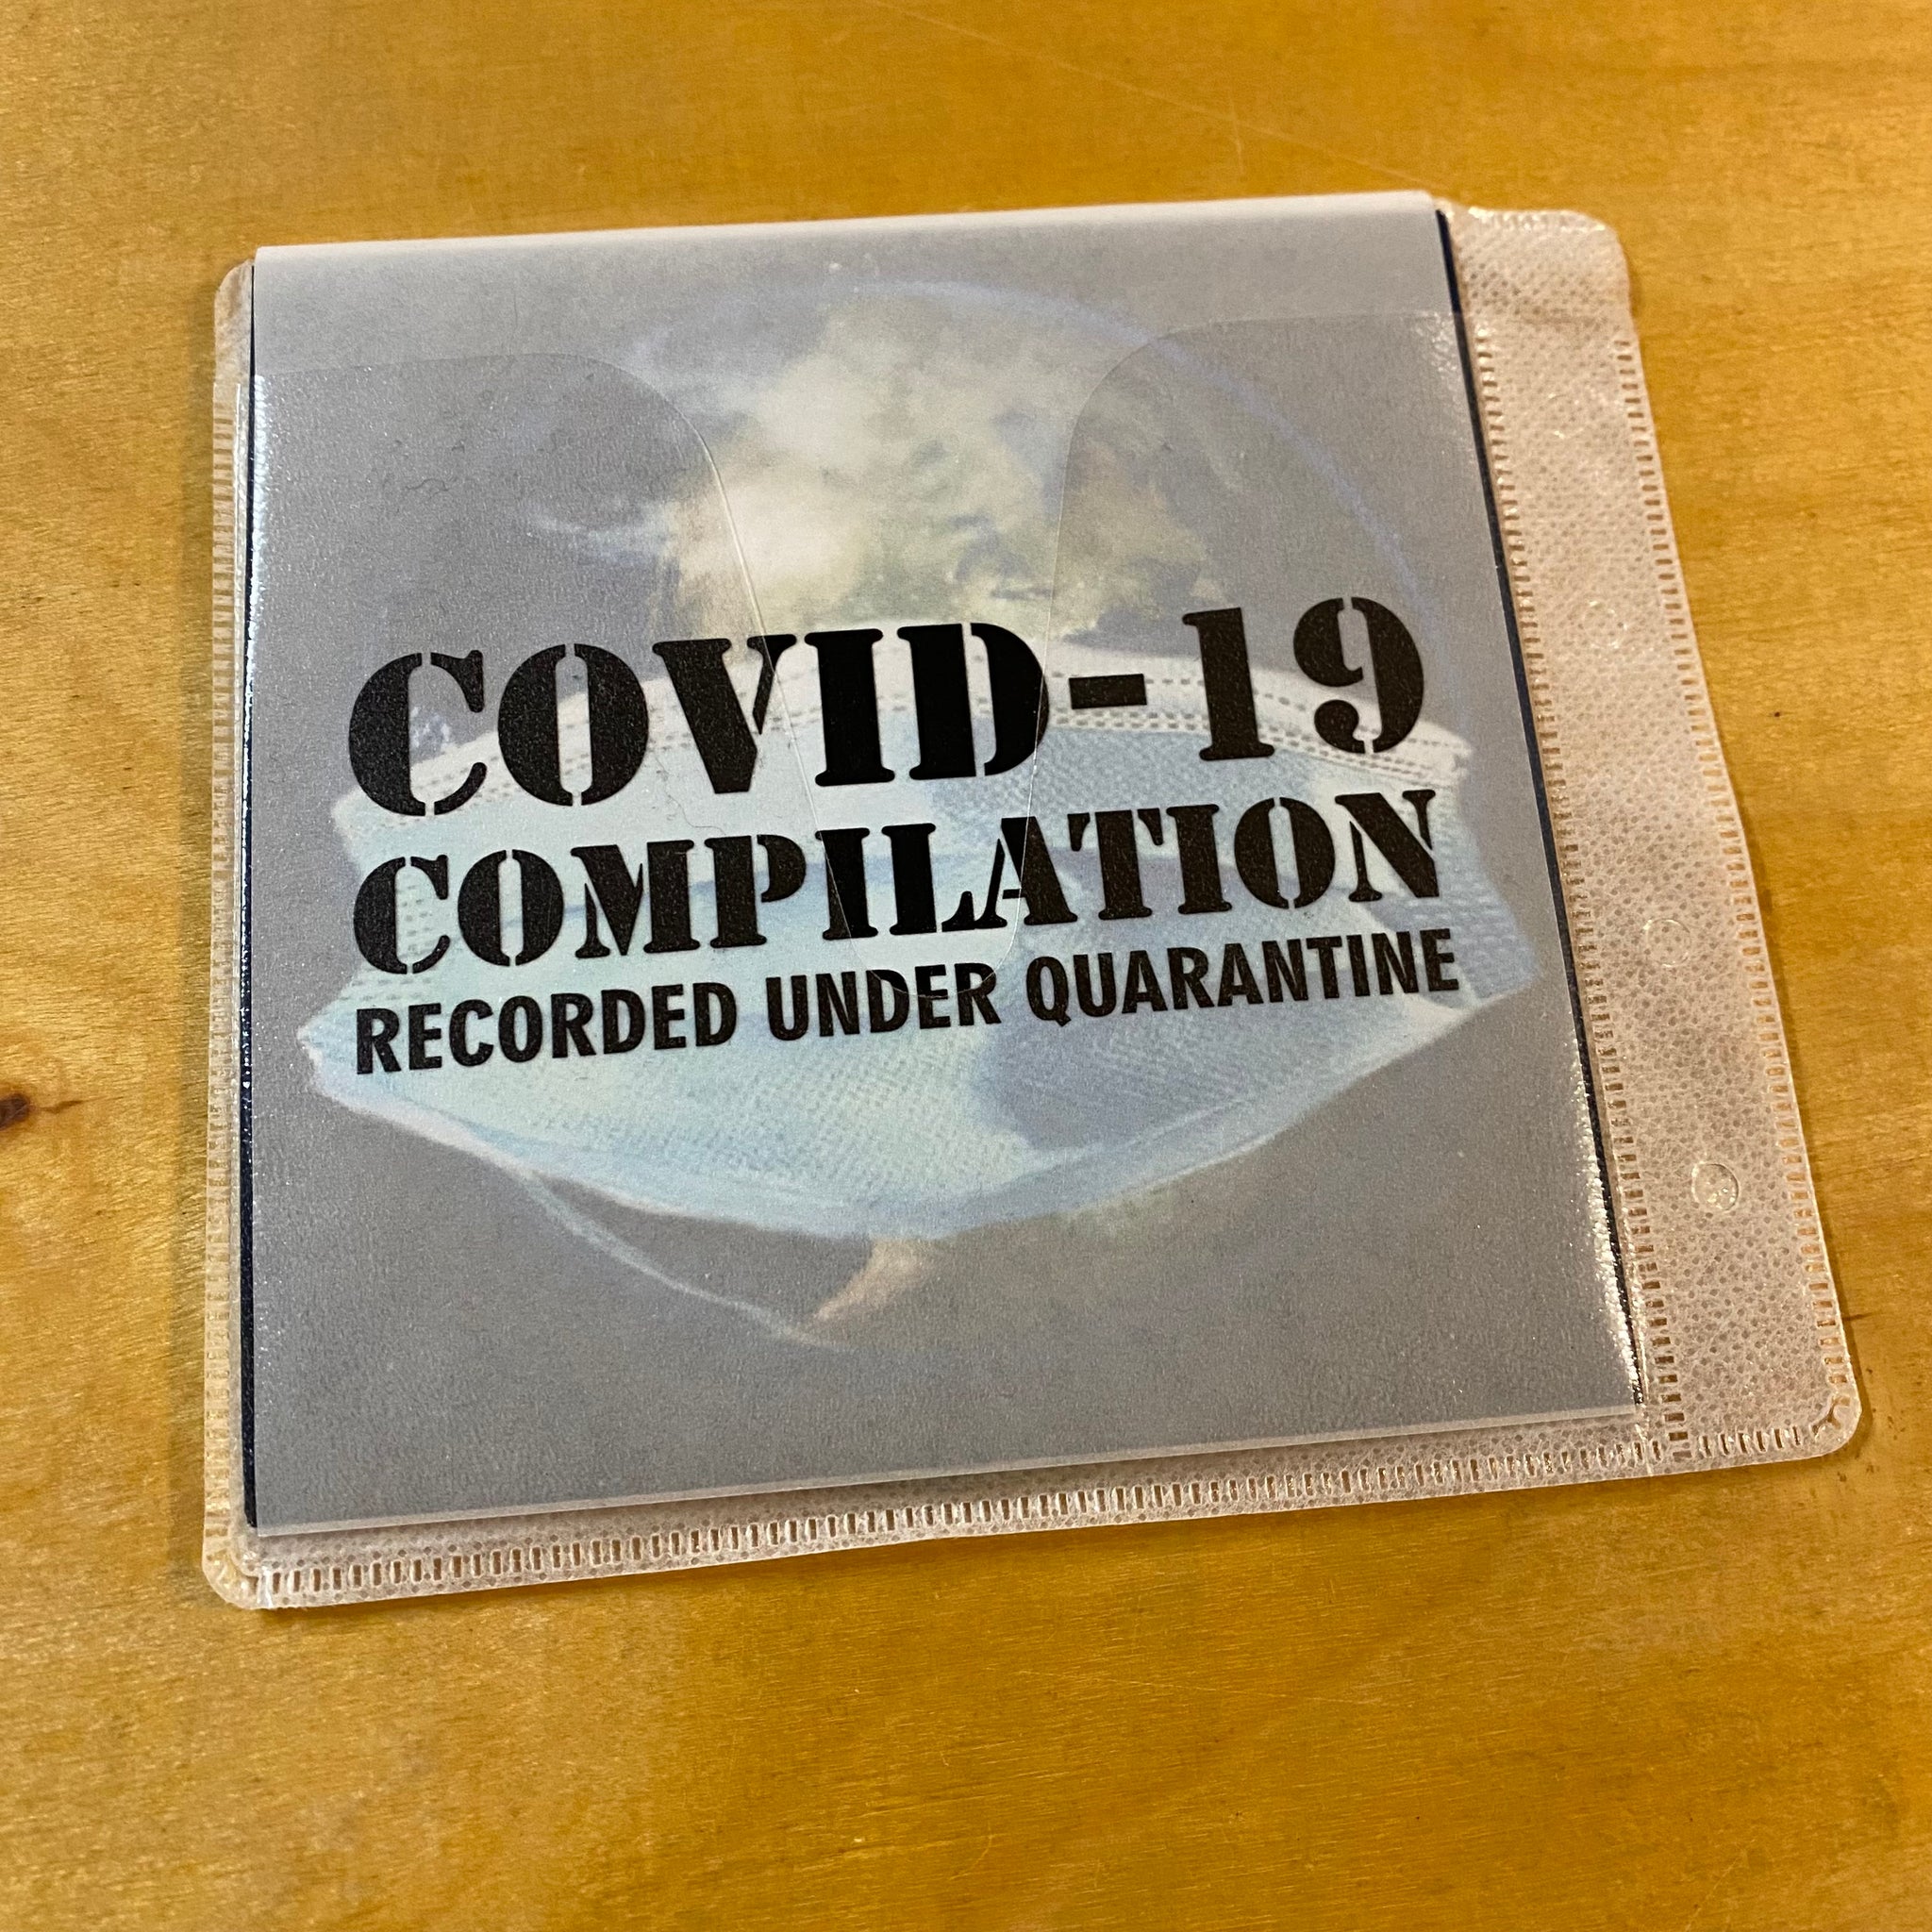 COVID-19
COMPILATION
RECORDED UNDER QUARANTINE